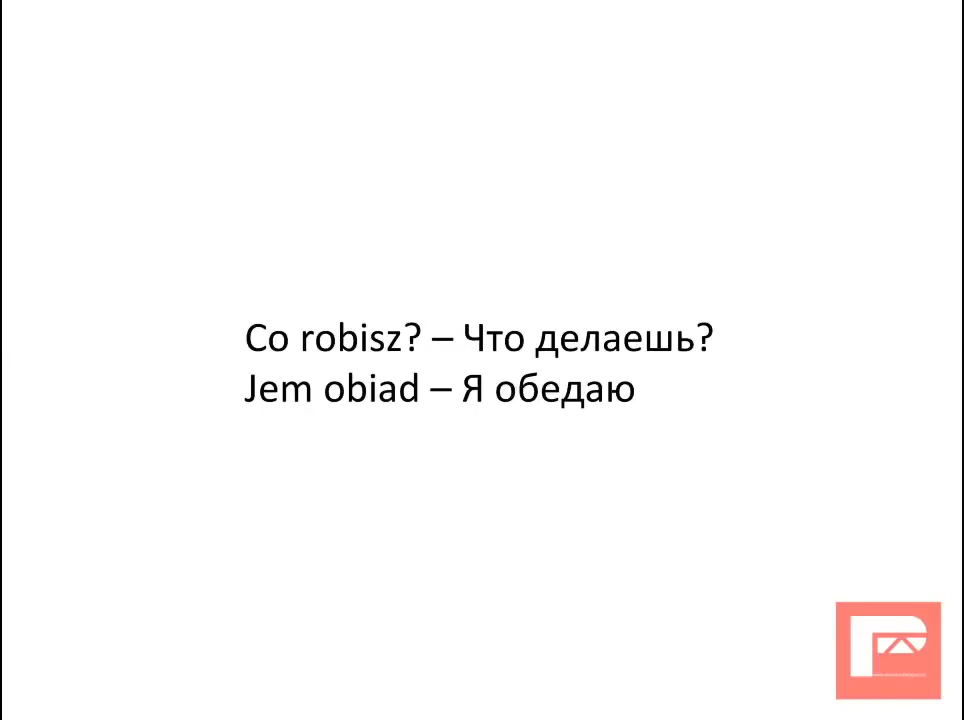 Co robisz? – Что делаешь?
Jem obiad – Я обедаю